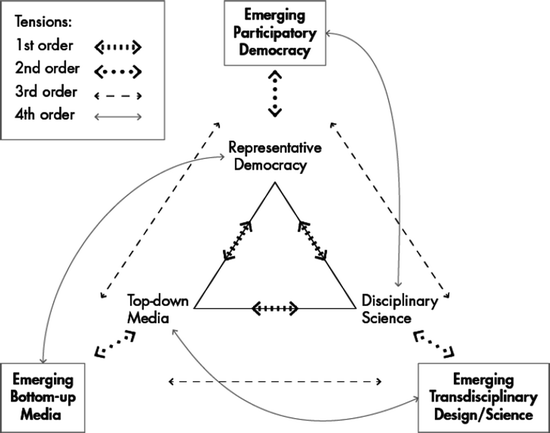 Tensions:
1st order
2nd order
3rd order
4th order
Emerging
Participatory
Democracy
Representative
Democracy
Top-down
Media
Disciplinary
Science
Emerging
Bottom-up
Media
Emerging
Transdisciplinary
Design/Science